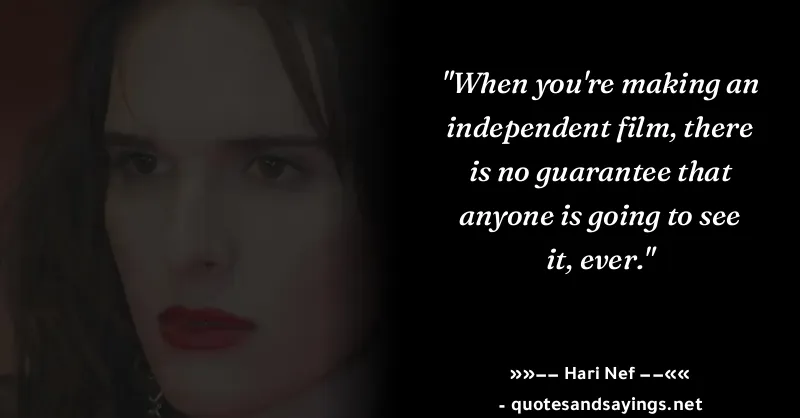 "When you're making an
independent film, there
is no guarantee that
anyone is going to see
it, ever."
»»−− Hari Nef −−««
- quotesandsayings.net